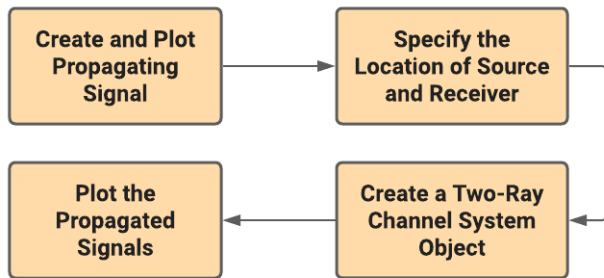 Create and Plot
Propagating
Signal
Specify the
Location of Source
and Receiver
Create a Two-Ray
Channel System
Object
Plot the
Propagated
Signals